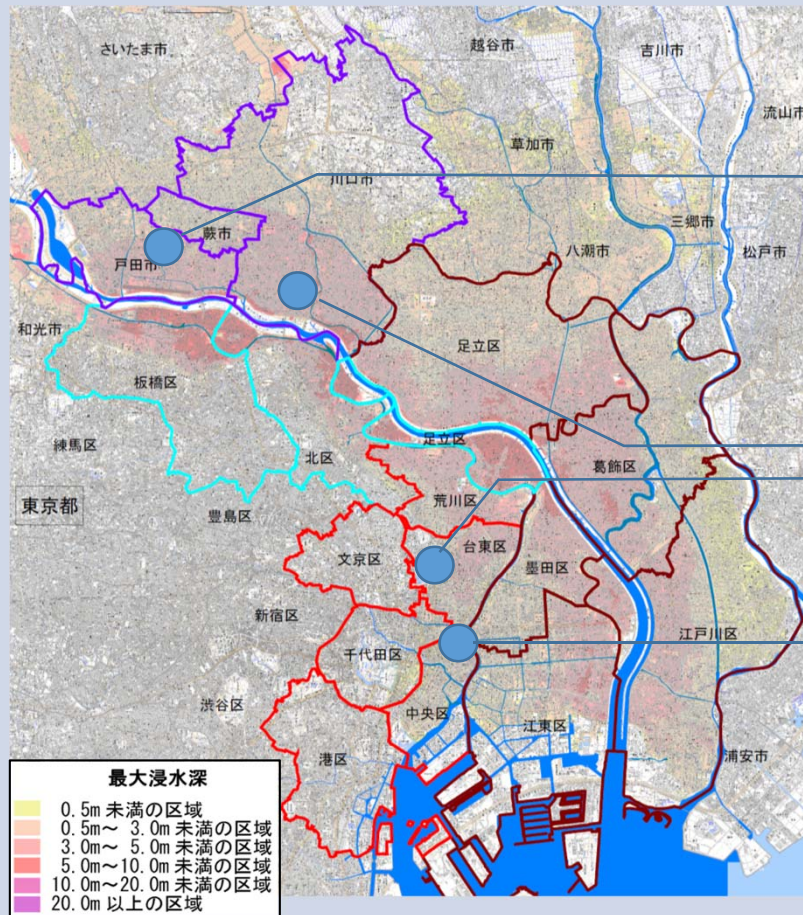 さいたま市
越谷市
吉川市
流山市
草加市
川口市
蕨市
三郷市
八潮市
松戸市
戸田市
和光市
足立区
板橋区
練馬区
北区
足立区
葛飾区
東京都
豊島区
荒川区
台東区
文京区
墨田区
新宿区
江戸川区
千代田区
渋谷区
中央区
江東区
港区
浦安市
最大浸水深
0.5m 未満の区域
0.5m～ 3.0m 未満の区域
3.0m～ 5.0m 未満の区域
5.0m～10.0m 未満の区域
10.0m～20.0m 未満の区域
20.0m 以上の区域